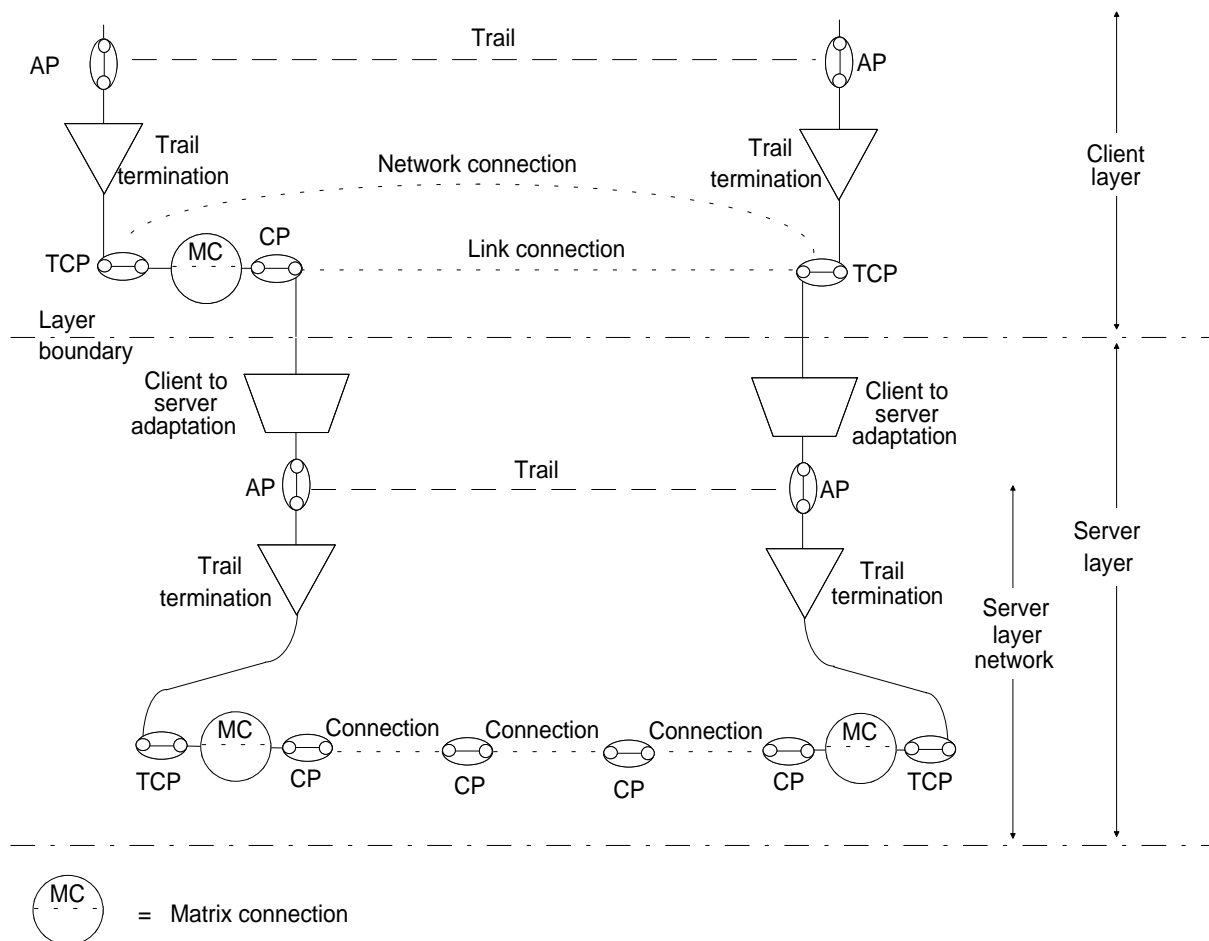 Trail
AP
AP
Trail
termination
Trail
termination
Network connection
Client
layer
CP
MC
Link connection
TCP
TCP
Layer
boundary
Client to
server
adaptation
Client to
server
adaptation
Trail
AP
AP
Server
layer
Trail
termination
Trail
termination
Server
layer
network
MC
Connection
Connection
Connection
MC
TCP
CP
CP
CP
CP
TCP
MC
= Matrix connection